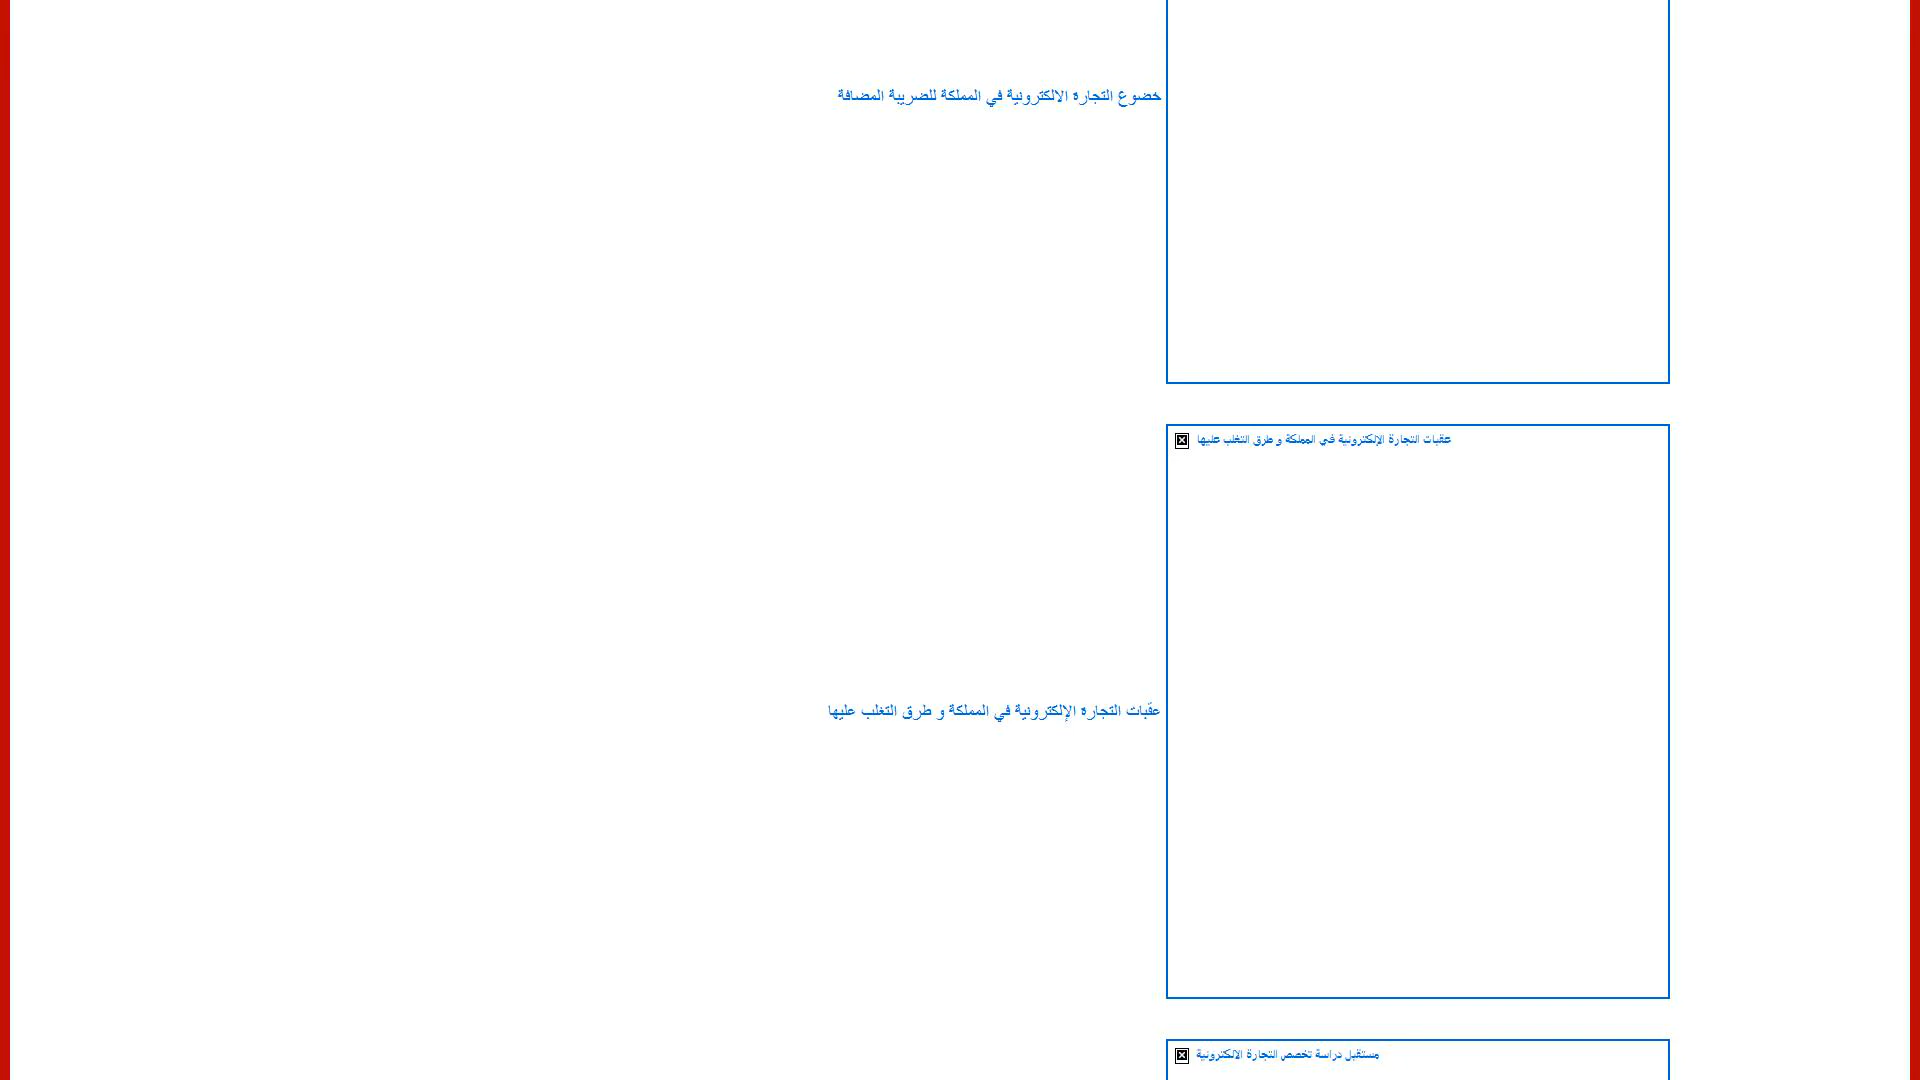 خضوع التجارة الالكترونية في المملكة للضريبة المضافة
عقبات التجارة الإلكترونية في المملكة و طرق التغلب عليها
عقبات التجارة الإلكترونية في المملكة و طرق التغلب عليها
مستقبل دراسة تخصص التجارة الالكترونية